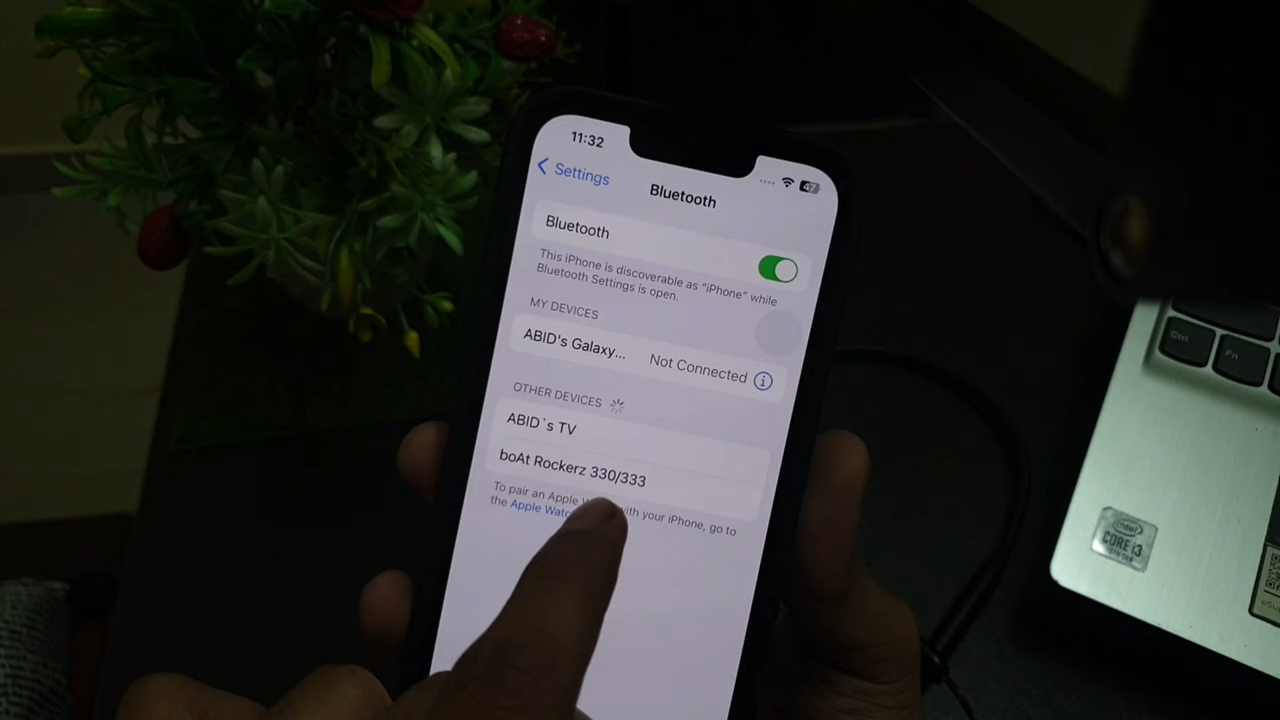 11:32
47
Settings
Bluetooth
Bluetooth
This iPhone is discoverable as “iPhone” while
Bluetooth Settings is open.
MY DEVICES
ABID's Galaxy... Not Connected
OTHER DEVICES
ABID`s TV
boAt Rockerz 330/333
To pair an Apple with your iPhone, go to
the Apple
Ctrl
Fn
intel
CORE i3